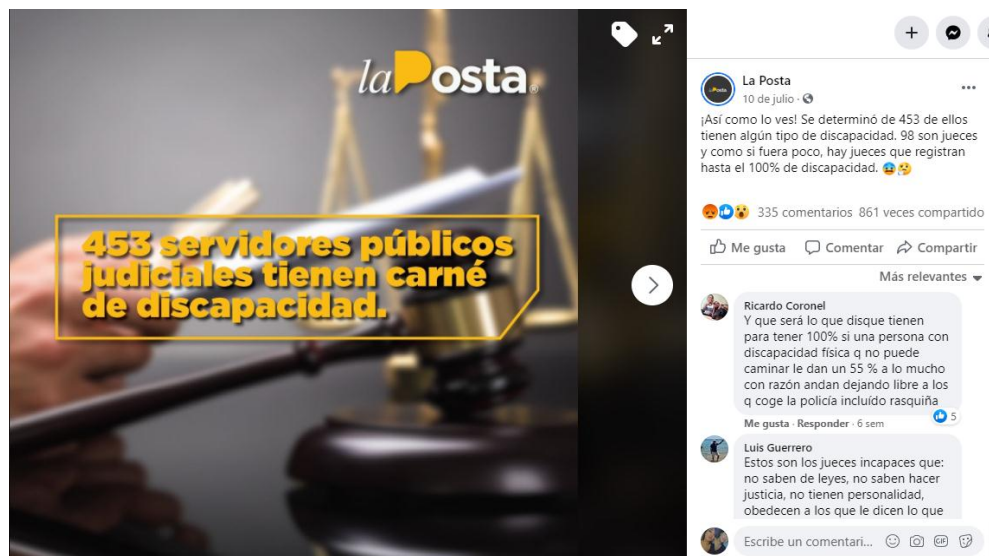 laPosta
453 servidores públicos
judiciales tienen carné
de discapacidad.
La Posta
10 de julio ·
¡Así como lo ves! Se determinó de 453 de ellos
tienen algún tipo de discapacidad. 98 son jueces
y como si fuera poco, hay jueces que registran
hasta el 100% de discapacidad.
335 comentarios 861 veces compartido
Me gusta Comentar Compartir
Más relevantes
Ricardo Coronel
Y que será lo que disque tienen
para tener 100% si una persona con
discapacidad física q no puede
caminar le dan un 55 % a lo mucho
con razón andan dejando libre a los
q coge la policía incluído rasquiña
5
Me gusta · Responder · 6 sem
Luis Guerrero
Estos son los jueces incapaces que:
no saben de leyes, no saben hacer
justicia, no tienen personalidad,
obedecen a los que le dicen lo que
Escribe un comentari... GIF